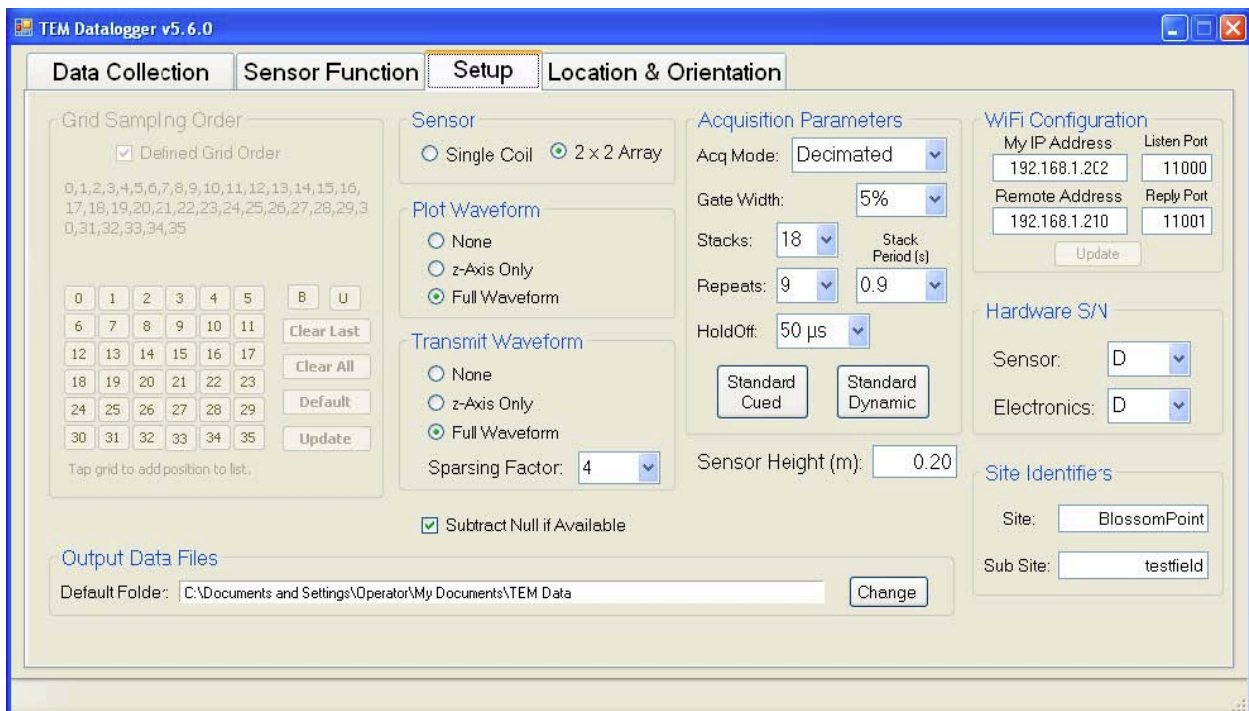 TEM Datalogger v5.6.0
Data Collection
Sensor Function
Setup
Location & Orientation
Grid Sampling Order
Defined Grid Order
0,1,2,3,4,5,6,7,8,9,10,11,12,13,14,15,16,
17,18,19,20,21,22,23,24,25,26,27,28,29,3
0,31,32,33,34,35
0 1 2 3 4 5
6 7 8 9 10 11
12 13 14 15 16 17
18 19 20 21 22 23
24 25 26 27 28 29
30 31 32 33 34 35
B U
Clear Last
Clear All
Default
Update
Tap grid to add position to list.
Sensor
Single Coil
2 x 2 Array
Plot Waveform
None
z-Axis Only
Full Waveform
Transmit Waveform
None
z-Axis Only
Full Waveform
Sparsing Factor: 4
Subtract Null if Available
Acquisition Parameters
Acq Mode: Decimated
Gate Width: 5%
Stacks: 18
Stack
Period (s)
Repeats: 9
0.9
HoldOff: 50 µs
Standard
Cued
Standard
Dynamic
Sensor Height (m): 0.20
WiFi Configuration
My IP Address
Listen Port
192.168.1.202
11000
Remote Address
Reply Port
192.168.1.210
11001
Update
Hardware S/N
Sensor: D
Electronics: D
Site Identifiers
Site: BlossomPoint
Sub Site: testfield
Output Data Files
Default Folder: C:\Documents and Settings\Operator\My Documents\TEM Data
Change